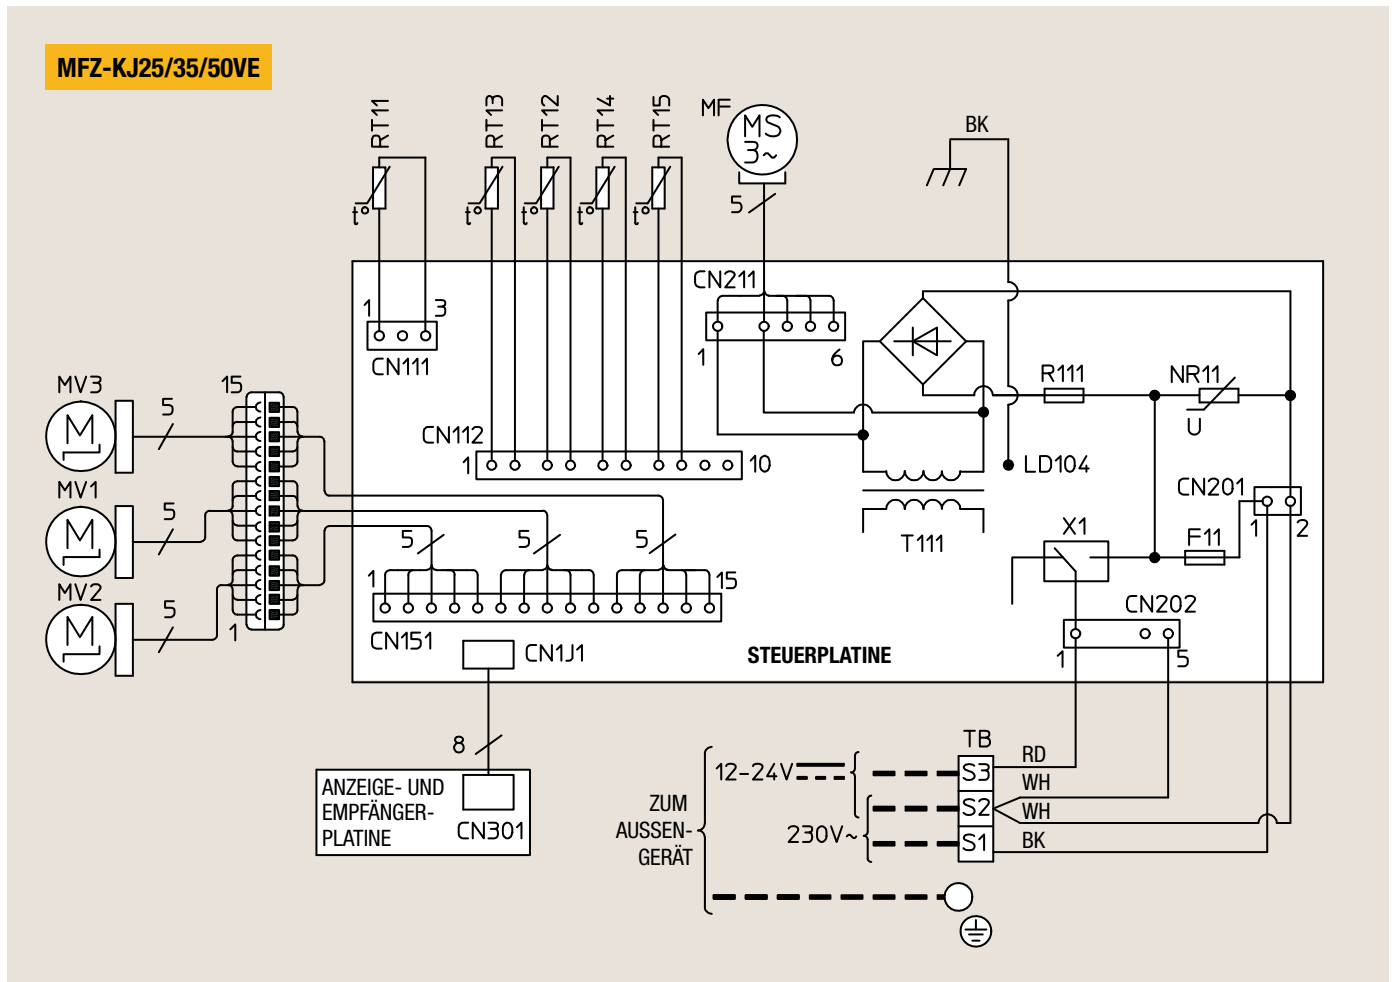 MFZ-KJ25/35/50VE
RT11
RT13
RT12
RT14
RT15
MF
MS
3~
BK
t°
t°
t°
t°
t°
5
CN211
1
3
CN111
1
6
R111
NR11
U
MV3
5
15
CN112
1
10
LD104
MV1
5
CN201
1
2
T111
X1
F11
5
5
5
MV2
5
1
1
15
CN151
CN202
1
5
CN1J1
STEUERPLATINE
M
M
M
8
ANZEIGE- UND
EMPFÄNGER-
PLATINE
CN301
ZUM
AUSSEN-
GERÄT
12-24V
230V~
TB
S3
S2
S1
RD
WH
WH
BK